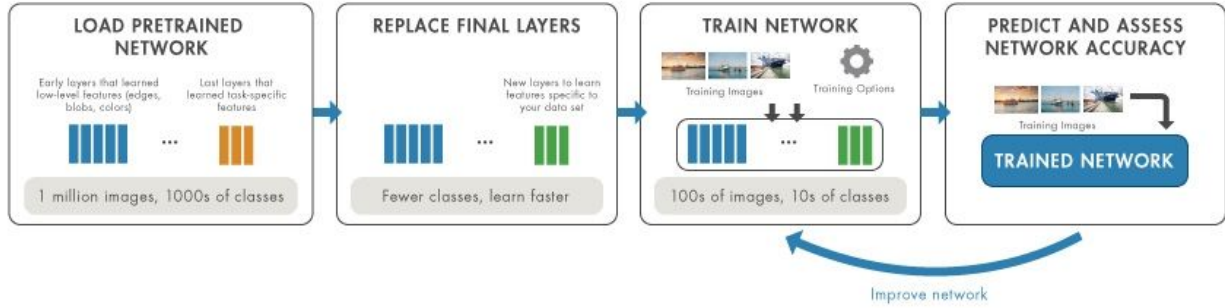 LOAD PRETRAINED
NETWORK
Early layers that learned
low-level features (edges,
blobs, colors)
Last layers that
learned task-specific
features
...
1 million images, 1000s of classes
REPLACE FINAL LAYERS
New layers to learn
features specific to
your data set
...
Fewer classes, learn faster
TRAIN NETWORK
Training Images
Training Options
...
100s of images, 10s of classes
PREDICT AND ASSESS
NETWORK ACCURACY
Training Images
TRAINED NETWORK
Improve network